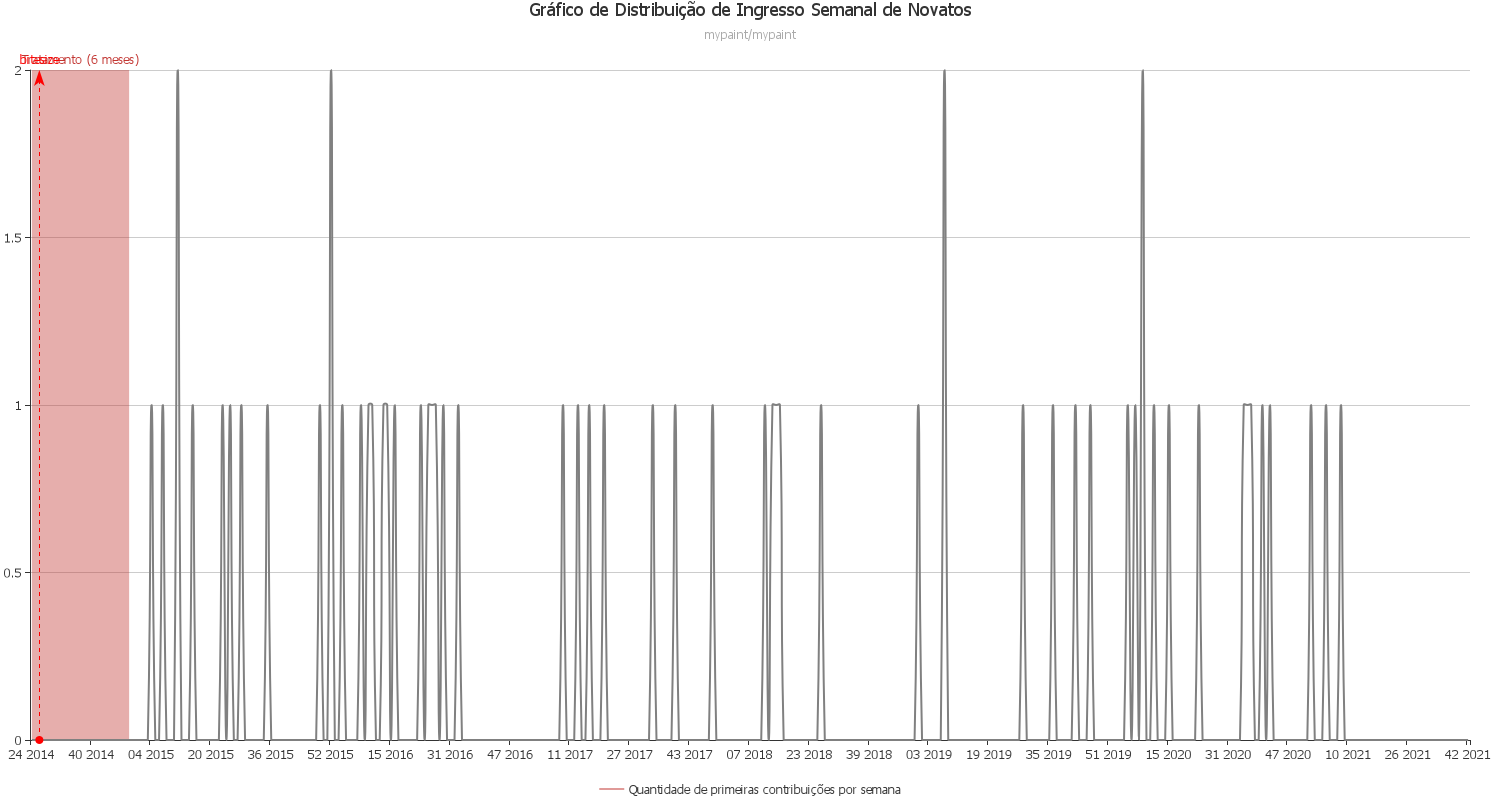 Gráfico de Distribuição de Ingresso Semanal de Novatos
mypaint/mypaint
Tratamento (6 meses)
2
1.5
1
0.5
0
24 2014 40 2014 04 2015 20 2015 36 2015 52 2015 15 2016 31 2016 47 2016 11 2017 27 2017 43 2017 07 2018 23 2018 39 2018 03 2019 19 2019 35 2019 51 2019 15 2020 31 2020 47 2020 10 2021 26 2021 42 2021
Quantidade de primeiras contribuições por semana